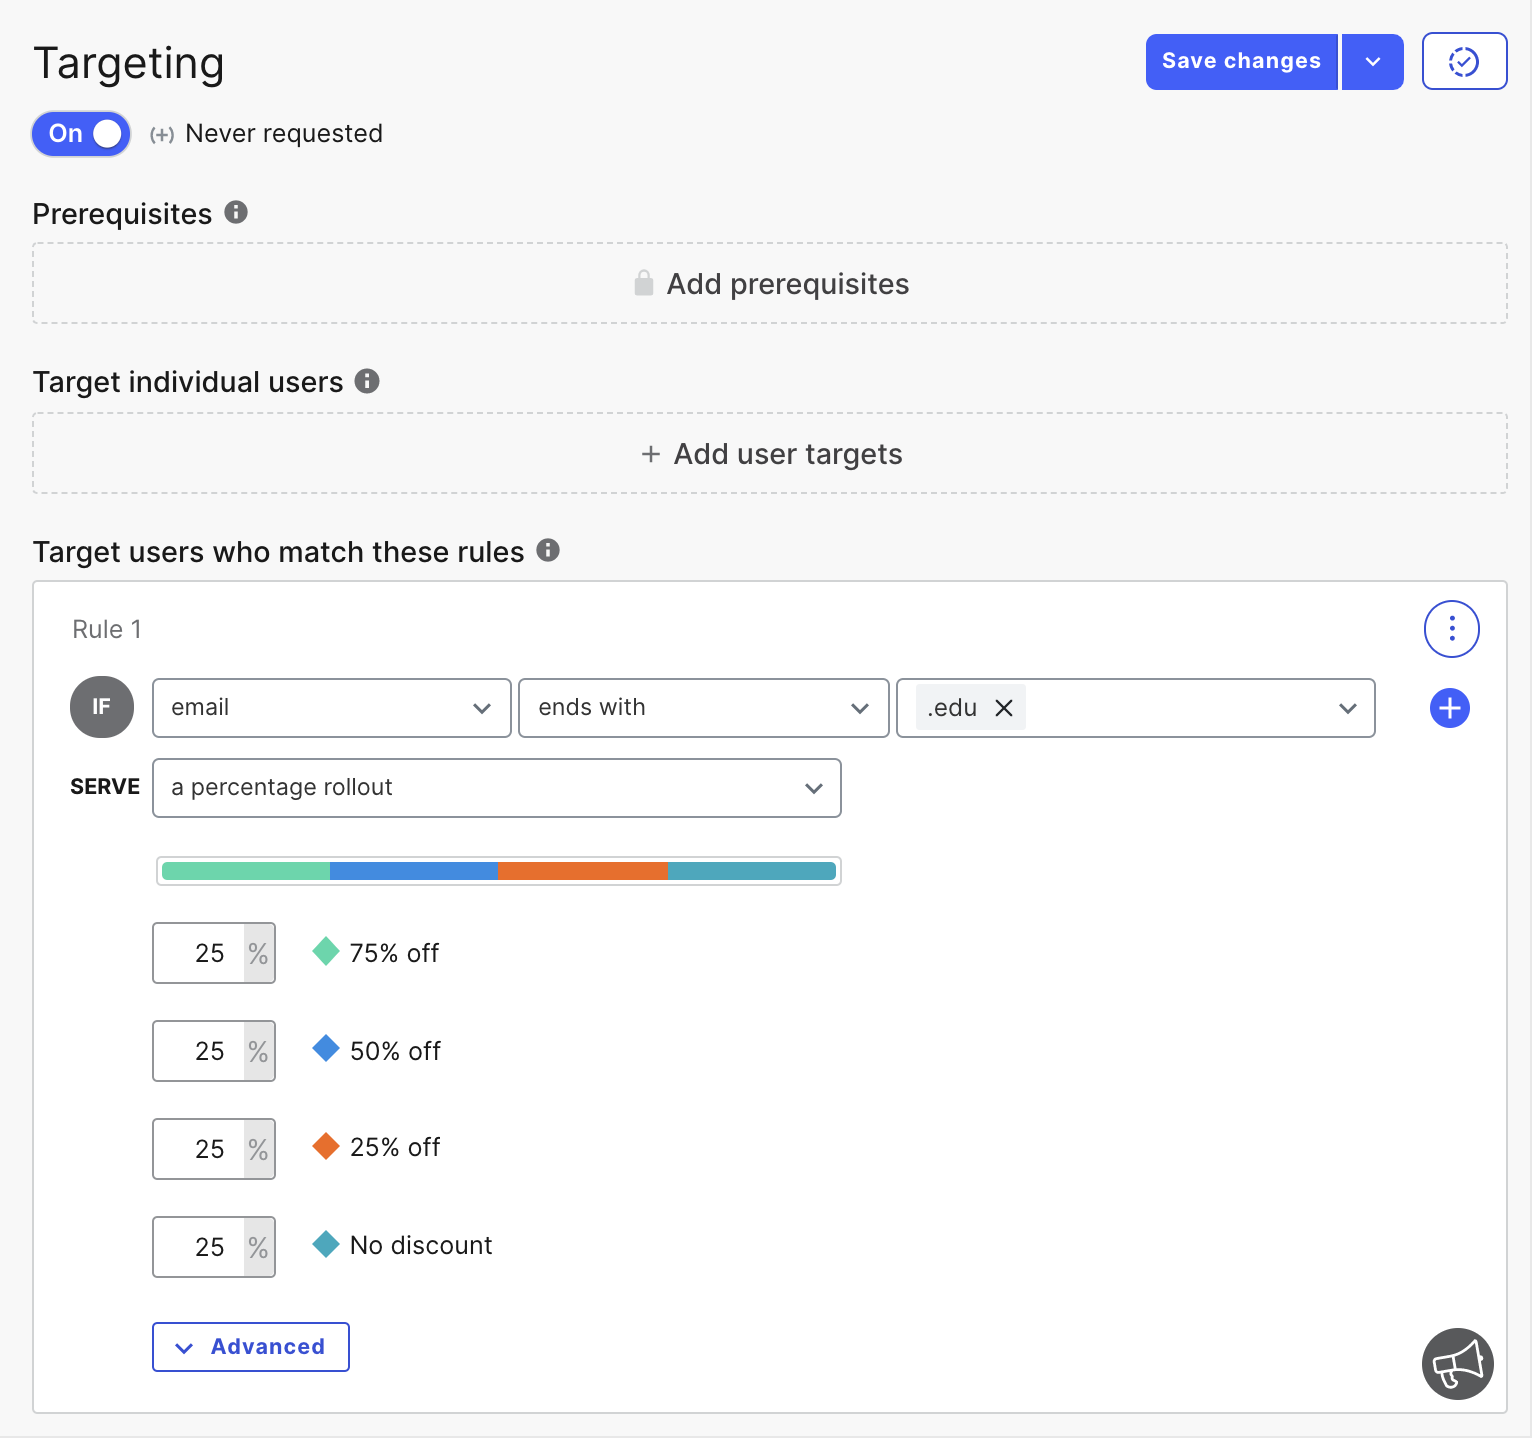 Targeting
Save changes
On (+) Never requested
Prerequisites
Add prerequisites
Target individual users
+ Add user targets
Target users who match these rules
Rule 1
IF email ends with .edu
SERVE a percentage rollout
25 % 75% off
25 % 50% off
25 % 25% off
25 % No discount
Advanced